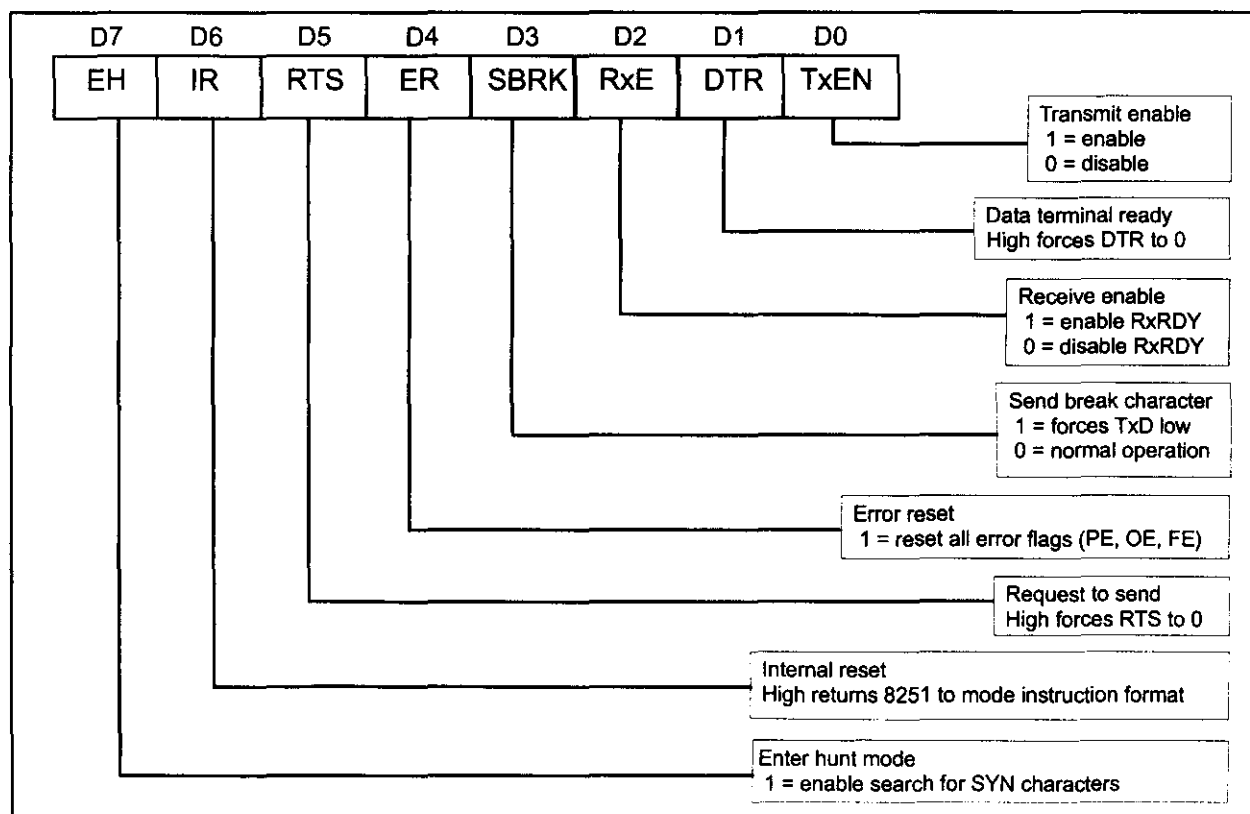 D7 D6 D5 D4 D3 D2 D1 D0
EH IR RTS ER SBRK RxE DTR TxEN
Transmit enable
1 = enable
0 = disable
Data terminal ready
High forces DTR to 0
Receive enable
1 = enable RxRDY
0 = disable RxRDY
Send break character
1 = forces TxD low
0 = normal operation
Error reset
1 = reset all error flags (PE, OE, FE)
Request to send
High forces RTS to 0
Internal reset
High returns 8251 to mode instruction format
Enter hunt mode
1 = enable search for SYN characters